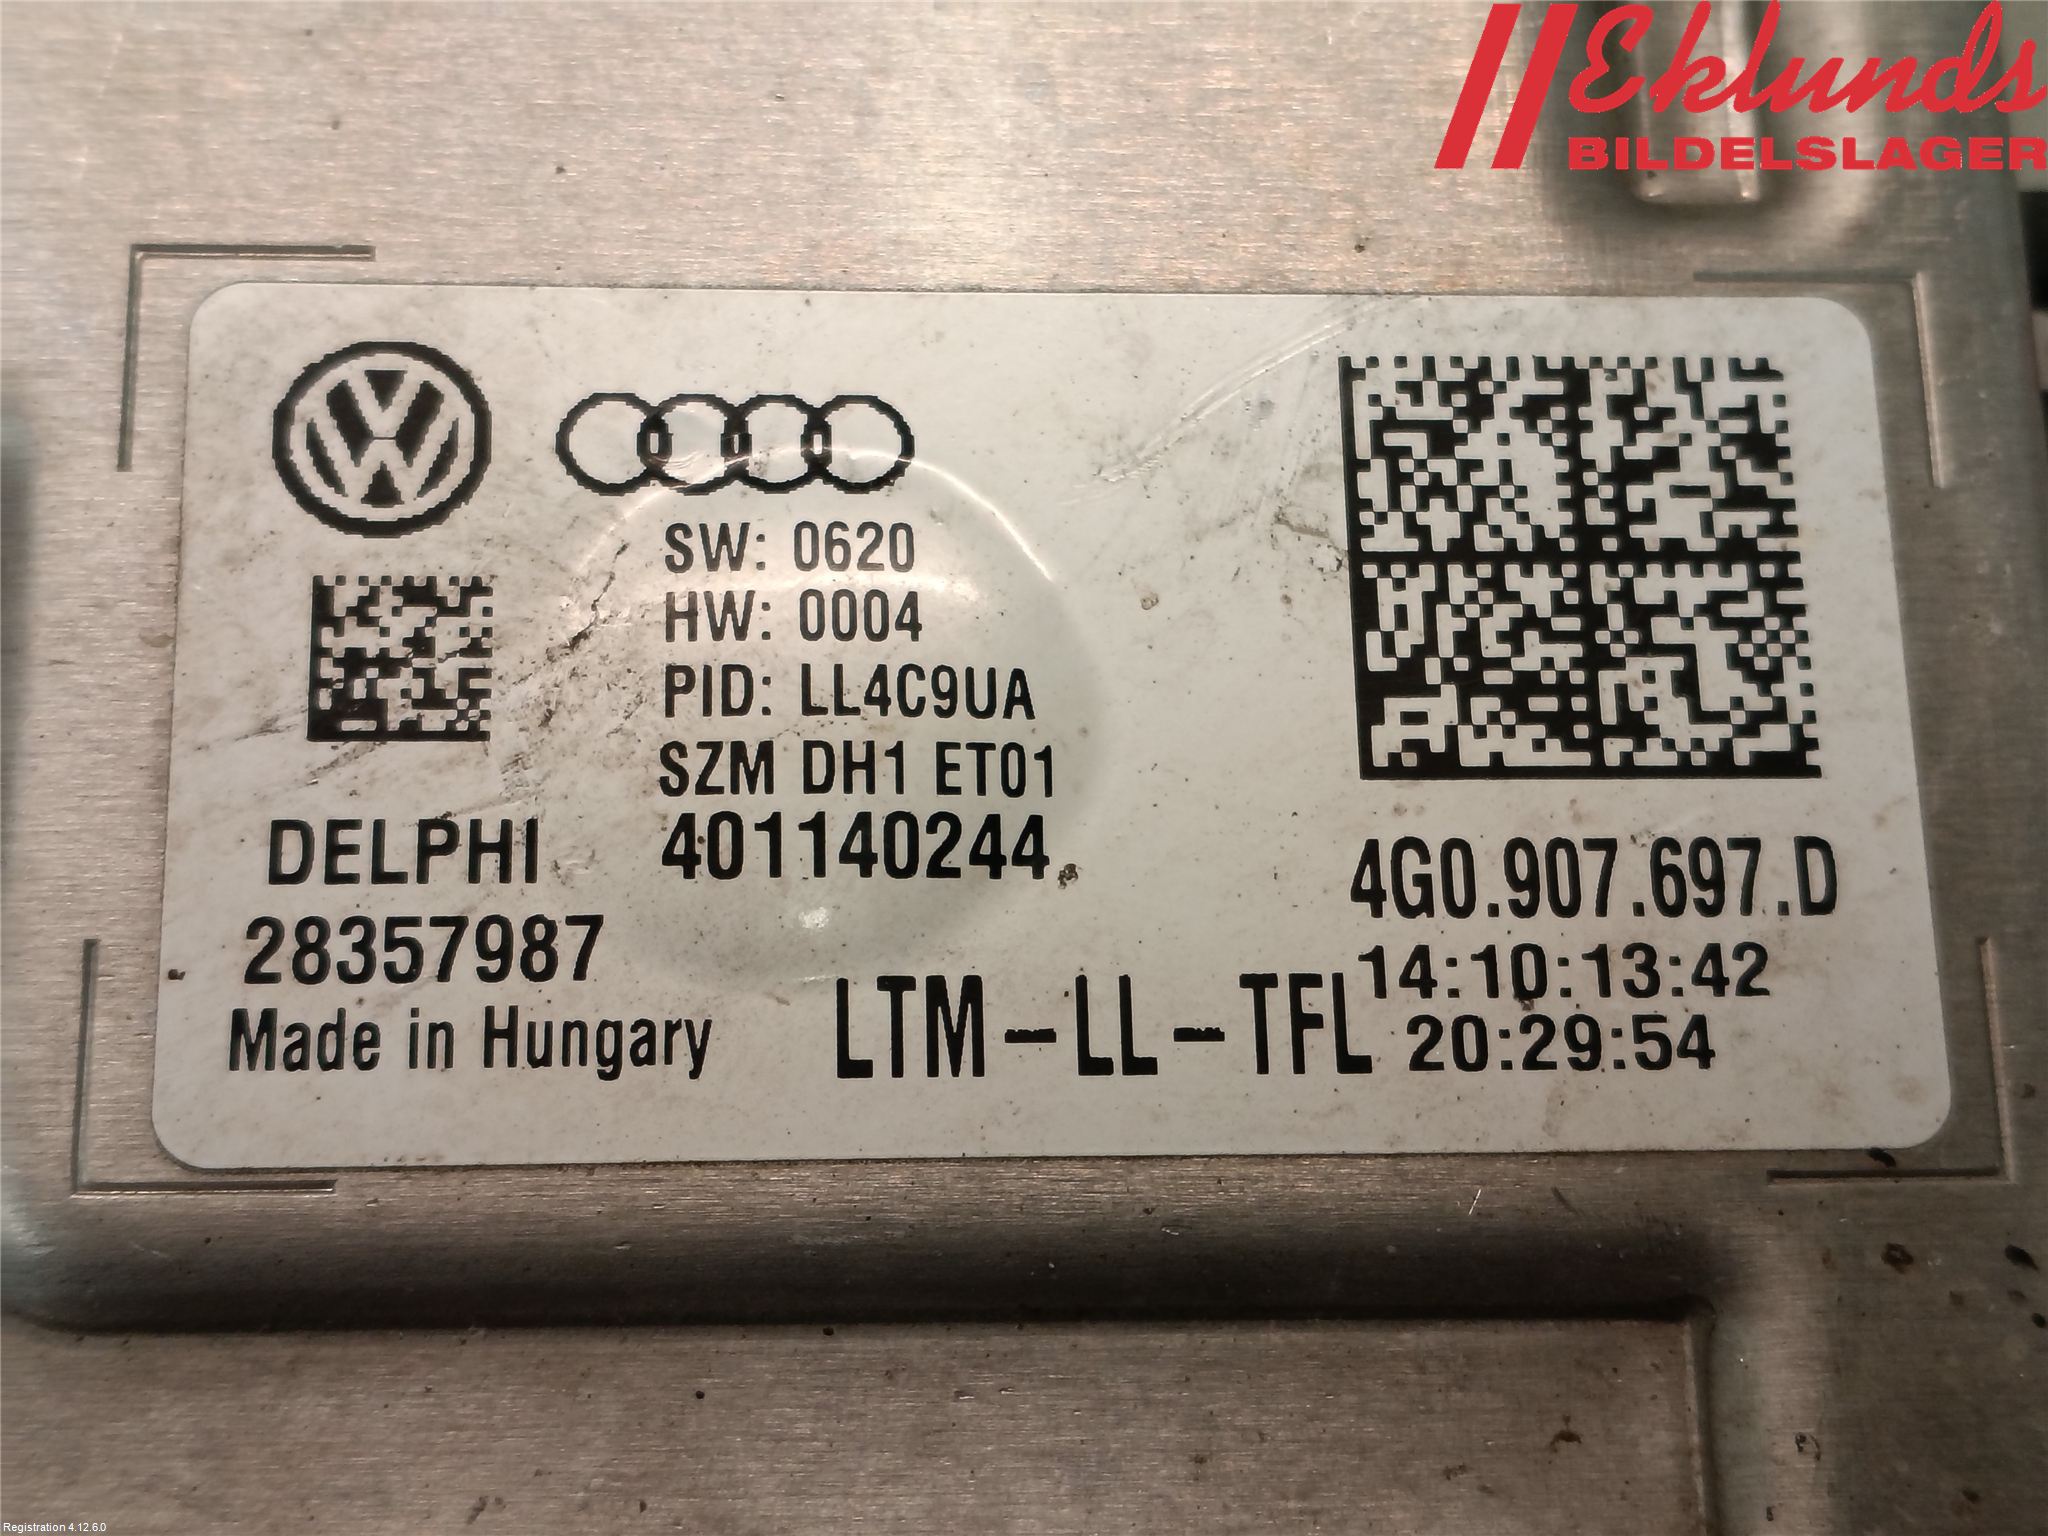 Eklunds
BILDELSLAGER
SW: 0620
HW: 0004
PID: LL4C9UA
SZM DH1 ET01
401140244
DELPHI
28357987
Made in Hungary
LTM-LL-TFL
4G0.907.697.D
14:10:13:42
20:29:54
Registration 4.12.6.0